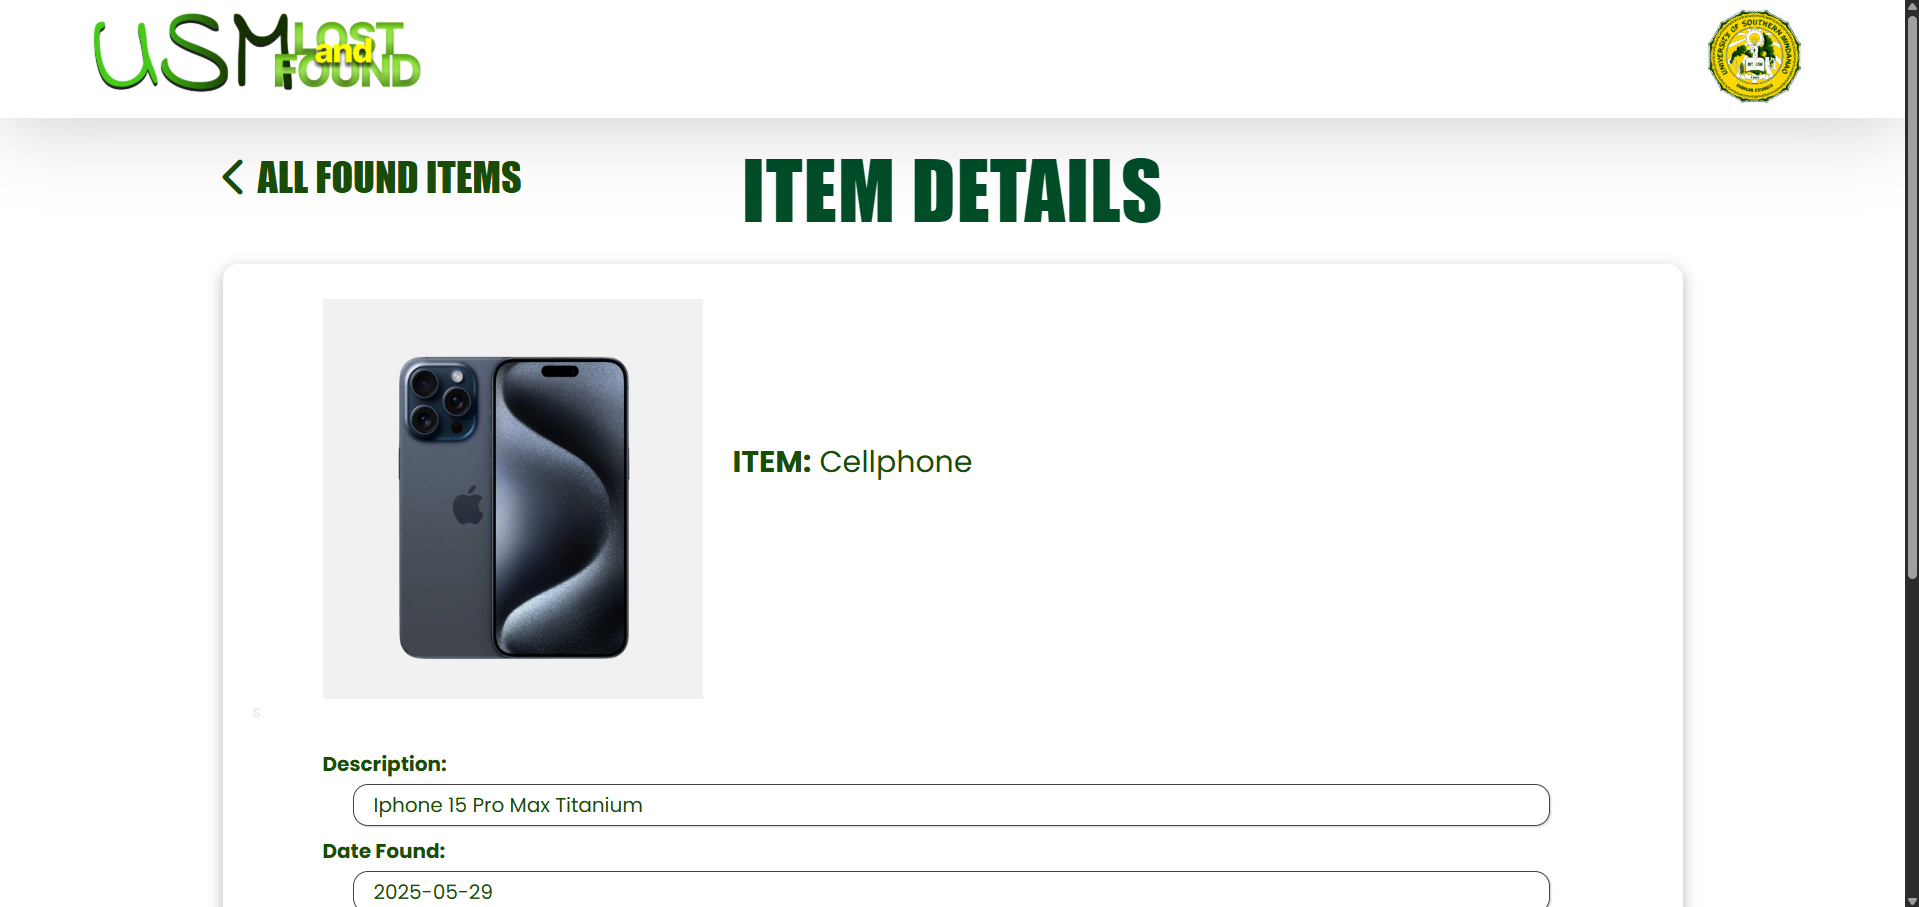 USM LOST and FOUND
UNIVERSITY OF SOUTHERN MINDANAO
ALL FOUND ITEMS
ITEM DETAILS
ITEM: Cellphone
s
Description:
Iphone 15 Pro Max Titanium
Date Found:
2025-05-29